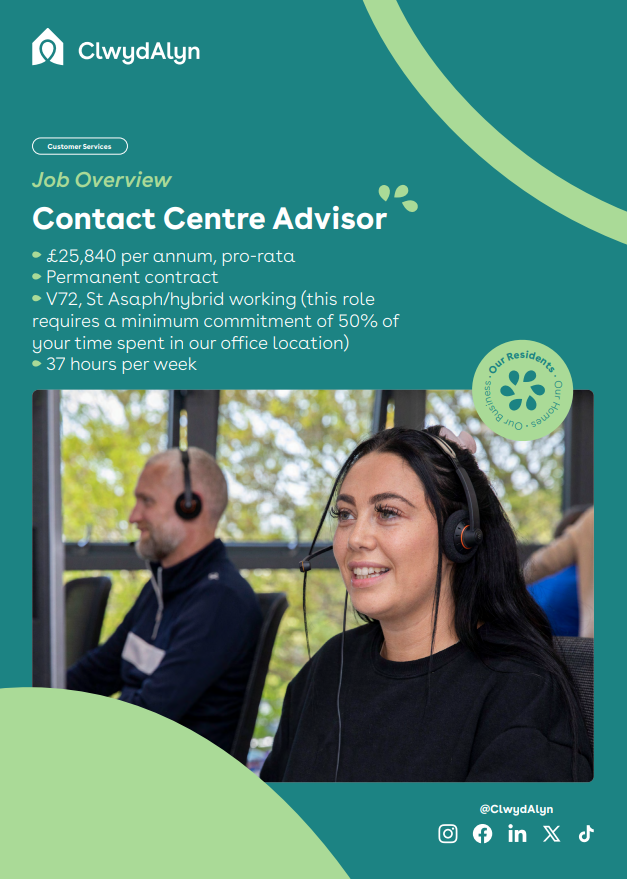 ClwydAlyn
Customer Services
Job Overview
Contact Centre Advisor
£25,840 per annum, pro-rata
Permanent contract
V72, St Asaph/hybrid working (this role
requires a minimum commitment of 50% of
your time spent in our office location)
37 hours per week
· Our Residents · Our Homes · Our Business
@ClwydAlyn